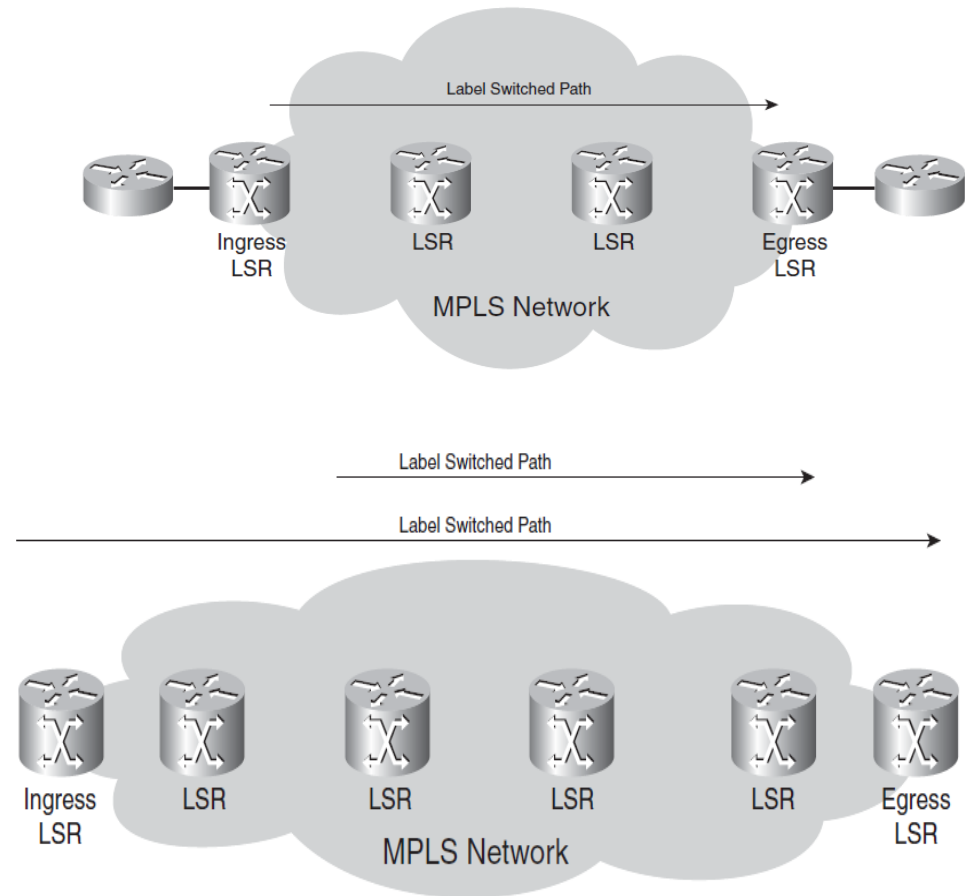 Label Switched Path
Ingress
LSR
LSR
LSR
Egress
LSR
MPLS Network
Label Switched Path
Label Switched Path
Ingress
LSR
LSR
LSR
LSR
LSR
Egress
LSR
MPLS Network